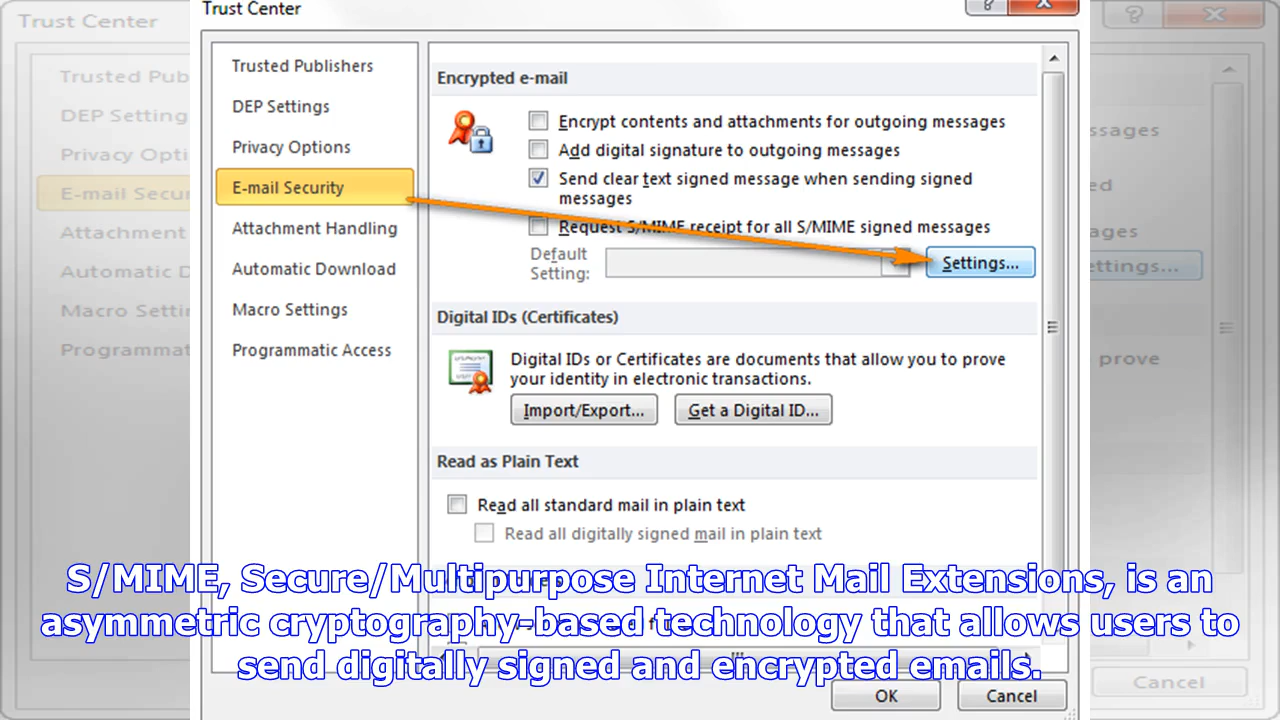 Trust Center
Trust Center
Trusted Publishers
DEP Settings
Privacy Options
E-mail Security
Attachment Handling
Automatic Download
Macro Settings
Programmatic Access
Encrypted e-mail
Encrypt contents and attachments for outgoing messages
Add digital signature to outgoing messages
Send clear text signed message when sending signed
messages
Request S/MIME receipt for all S/MIME signed messages
Default
Setting:
Settings...
Digital IDs (Certificates)
Digital IDs or Certificates are documents that allow you to prove
your identity in electronic transactions.
Import/Export...
Get a Digital ID...
Read as Plain Text
Read all standard mail in plain text
Read all digitally signed mail in plain text
S/MIME, Secure/Multipurpose Internet Mail Extensions, is an
asymmetric cryptography-based technology that allows users to
send digitally signed and encrypted emails.
OK
Cancel
Cancel